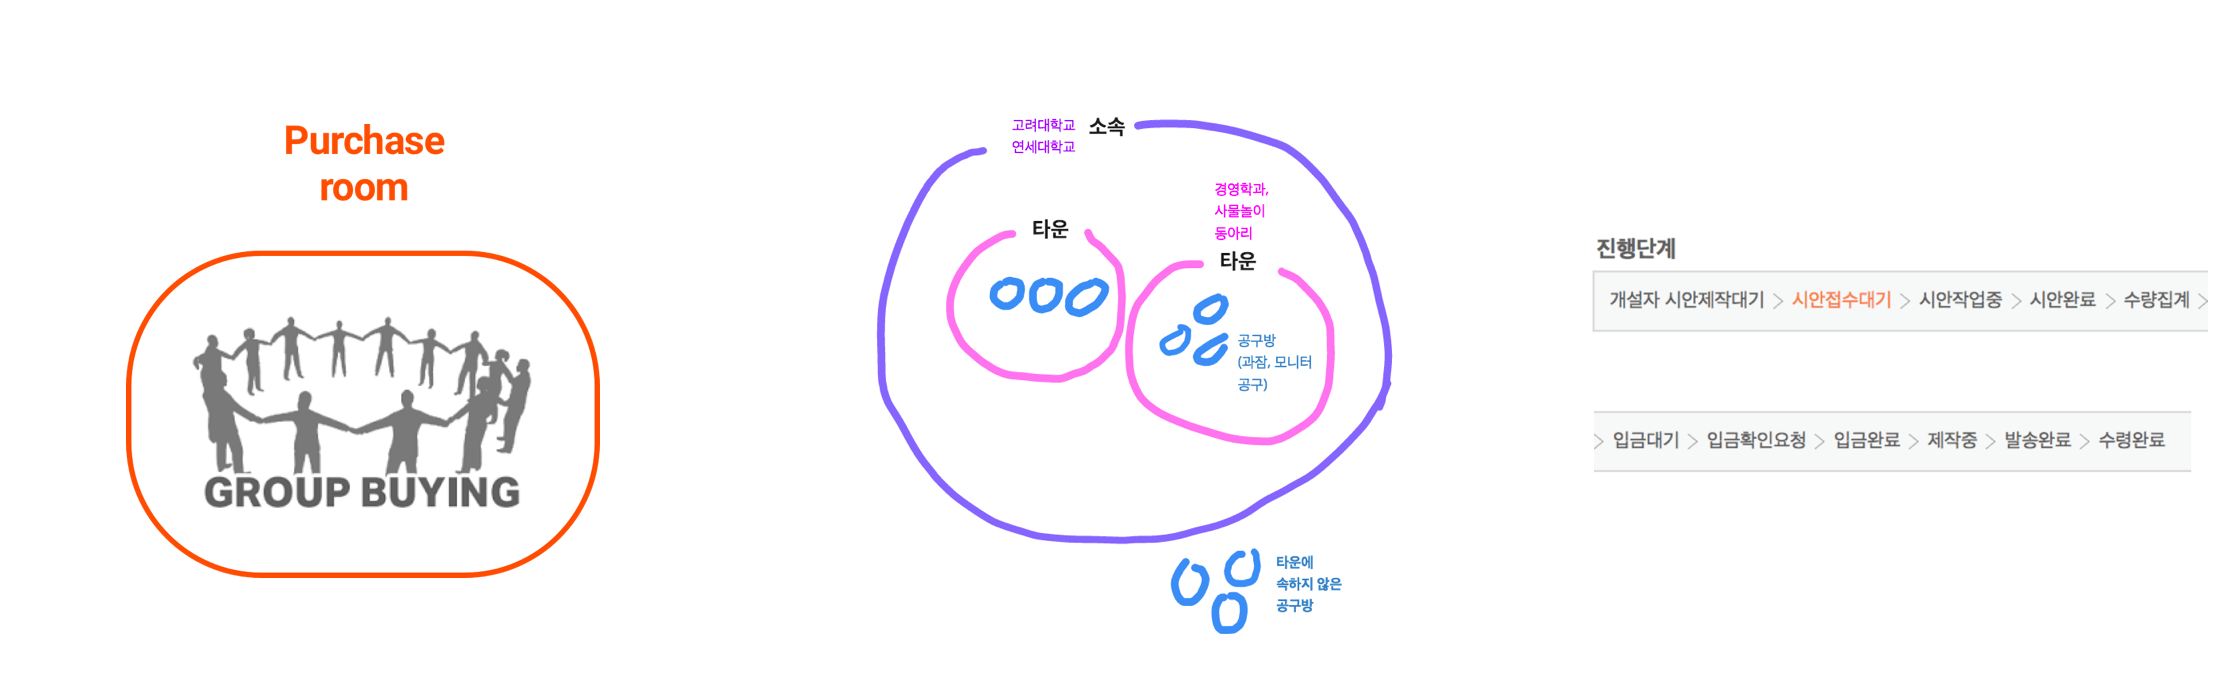 Purchase
room
GROUP BUYING
고려대학교
연세대학교
소속
경영학과,
사물놀이
동아리
타운
타운
공구방
(과잠, 모니터
공구)
타운에
속하지 않은
공구방
진행단계
개설자 시안제작대기 > 시안접수대기 > 시안작업중 > 시안완료 > 수량집계 >
> 입금대기 > 입금확인요청 > 입금완료 > 제작중 > 발송완료 > 수령완료